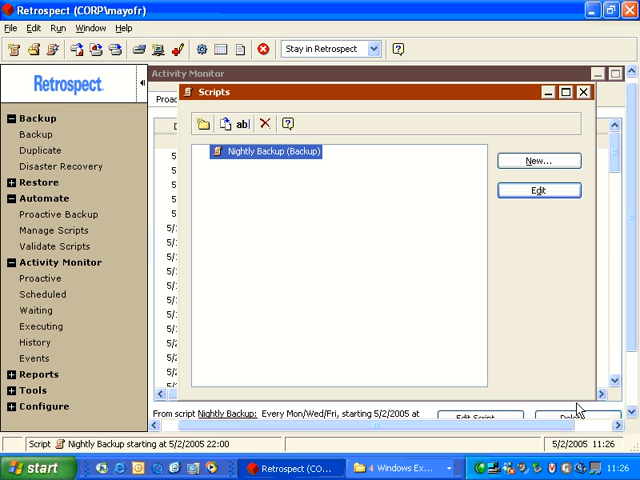 Retrospect (CORP\mayofr)
File Edit Run Window Help
Stay in Retrospect
Retrospect.
Backup
Backup
Duplicate
Disaster Recovery
Restore
Automate
Proactive Backup
Manage Scripts
Validate Scripts
Activity Monitor
Proactive
Scheduled
Waiting
Executing
History
Events
Reports
Tools
Configure
Activity Monitor
Scripts
ab|
Nightly Backup (Backup)
New...
Edit
From script Nightly Backup: Every Mon/Wed/Fri, starting 5/2/2005 at
Edit Script...
Script Nightly Backup starting at 5/2/2005 22:00
5/2/2005 11:26
start
Retrospect (CO...
4 Windows Ex...
11:26